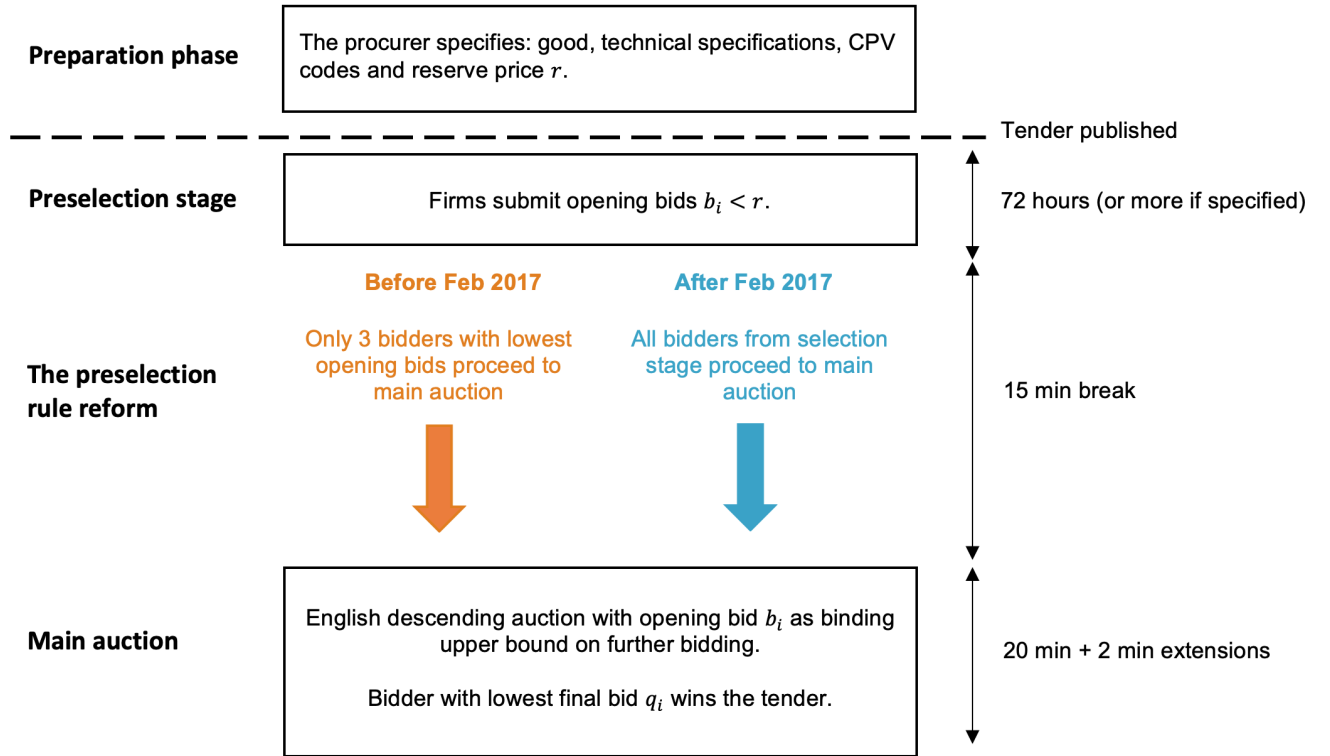 Preparation phase
The procurer specifies: good, technical specifications, CPV
codes and reserve price r.
Tender published
Preselection stage
Firms submit opening bids bᵢ < r.
72 hours (or more if specified)
Before Feb 2017
After Feb 2017
Only 3 bidders with lowest
opening bids proceed to
main auction
All bidders from selection
stage proceed to main
auction
The preselection
rule reform
15 min break
Main auction
English descending auction with opening bid bᵢ as binding
upper bound on further bidding.
Bidder with lowest final bid qᵢ wins the tender.
20 min + 2 min extensions